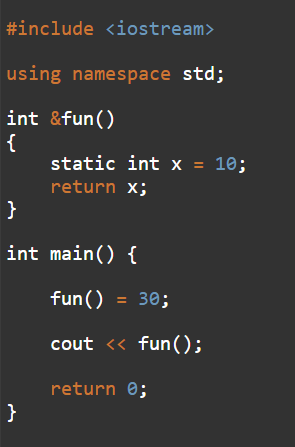 #include <iostream>
using namespace std;
int &fun()
{
    static int x = 10;
    return x;
}
int main() {
    fun() = 30;
    cout << fun();
    return 0;
}